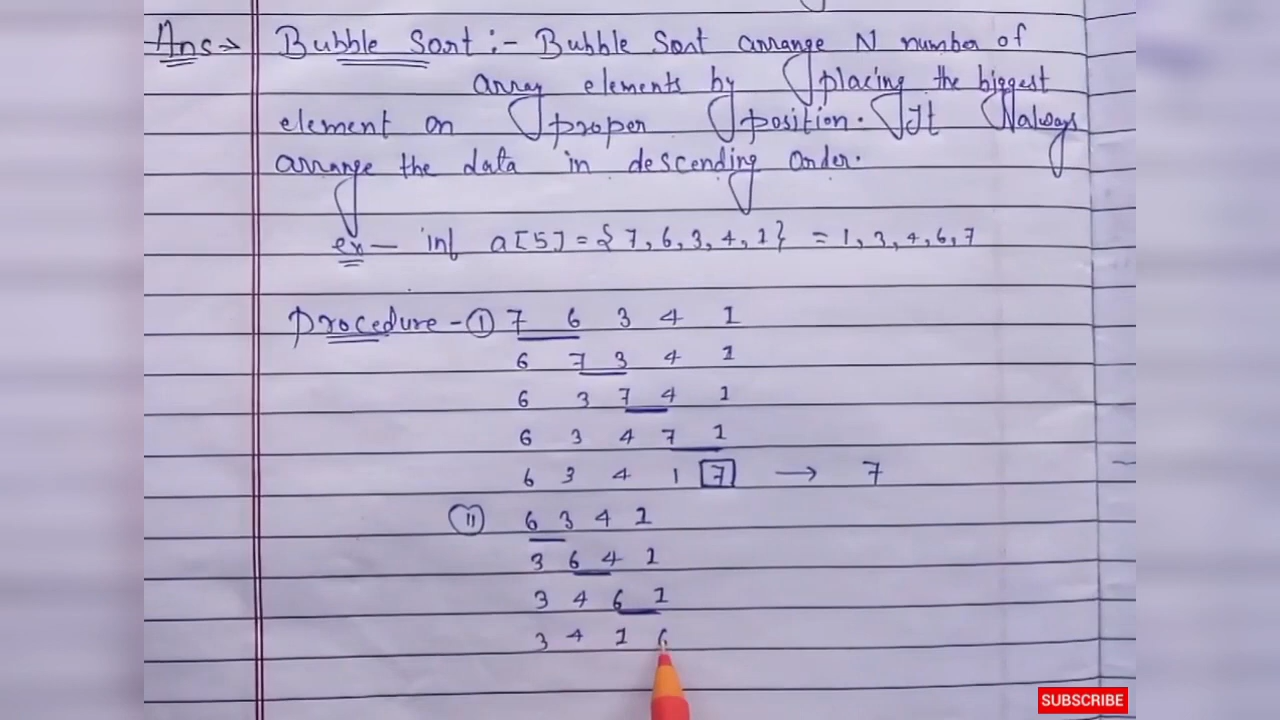 Ans → Bubble Sort :- Bubble Sort arrange N number of
array elements by placing the biggest
element on proper position. It always
arrange the data in descending order.
ex — int a[5] = {7, 6, 3, 4, 1} = 1, 3, 4, 6, 7
Procedure - (I) 7 6 3 4 1
6 7 3 4 1
6 3 7 4 1
6 3 4 7 1
6 3 4 1 7 → 7
(II) 6 3 4 1
3 6 4 1
3 4 6 1
3 4 1 6
SUBSCRIBE